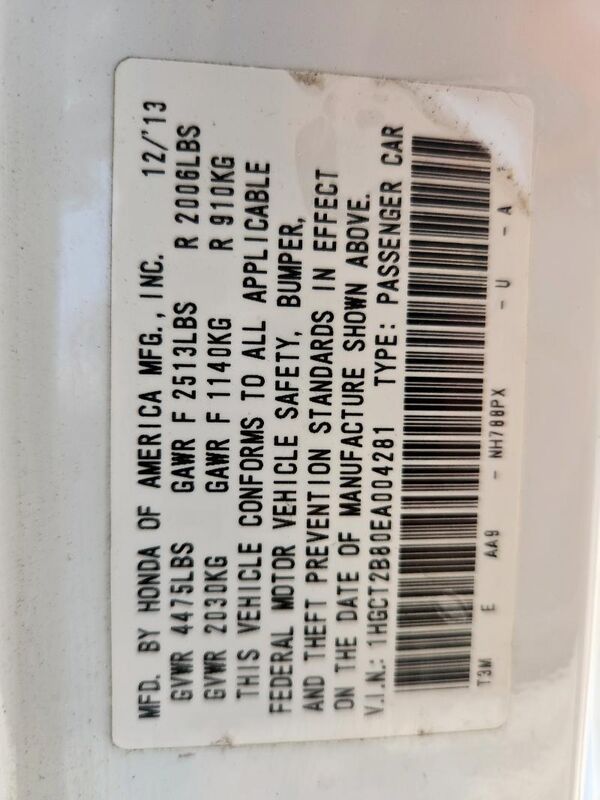 MFD. BY HONDA OF AMERICA MFG., INC. 12/'13
GVWR 4475LBS GAWR F 2513LBS R 2006LBS
GVWR 2030KG GAWR F 1140KG R 910KG
THIS VEHICLE CONFORMS TO ALL APPLICABLE
FEDERAL MOTOR VEHICLE SAFETY, BUMPER,
AND THEFT PREVENTION STANDARDS IN EFFECT
ON THE DATE OF MANUFACTURE SHOWN ABOVE.
V.I.N.: 1HGCT2B80EA004281 TYPE: PASSENGER CAR
T3M E AA9 - NH788PX - U - A